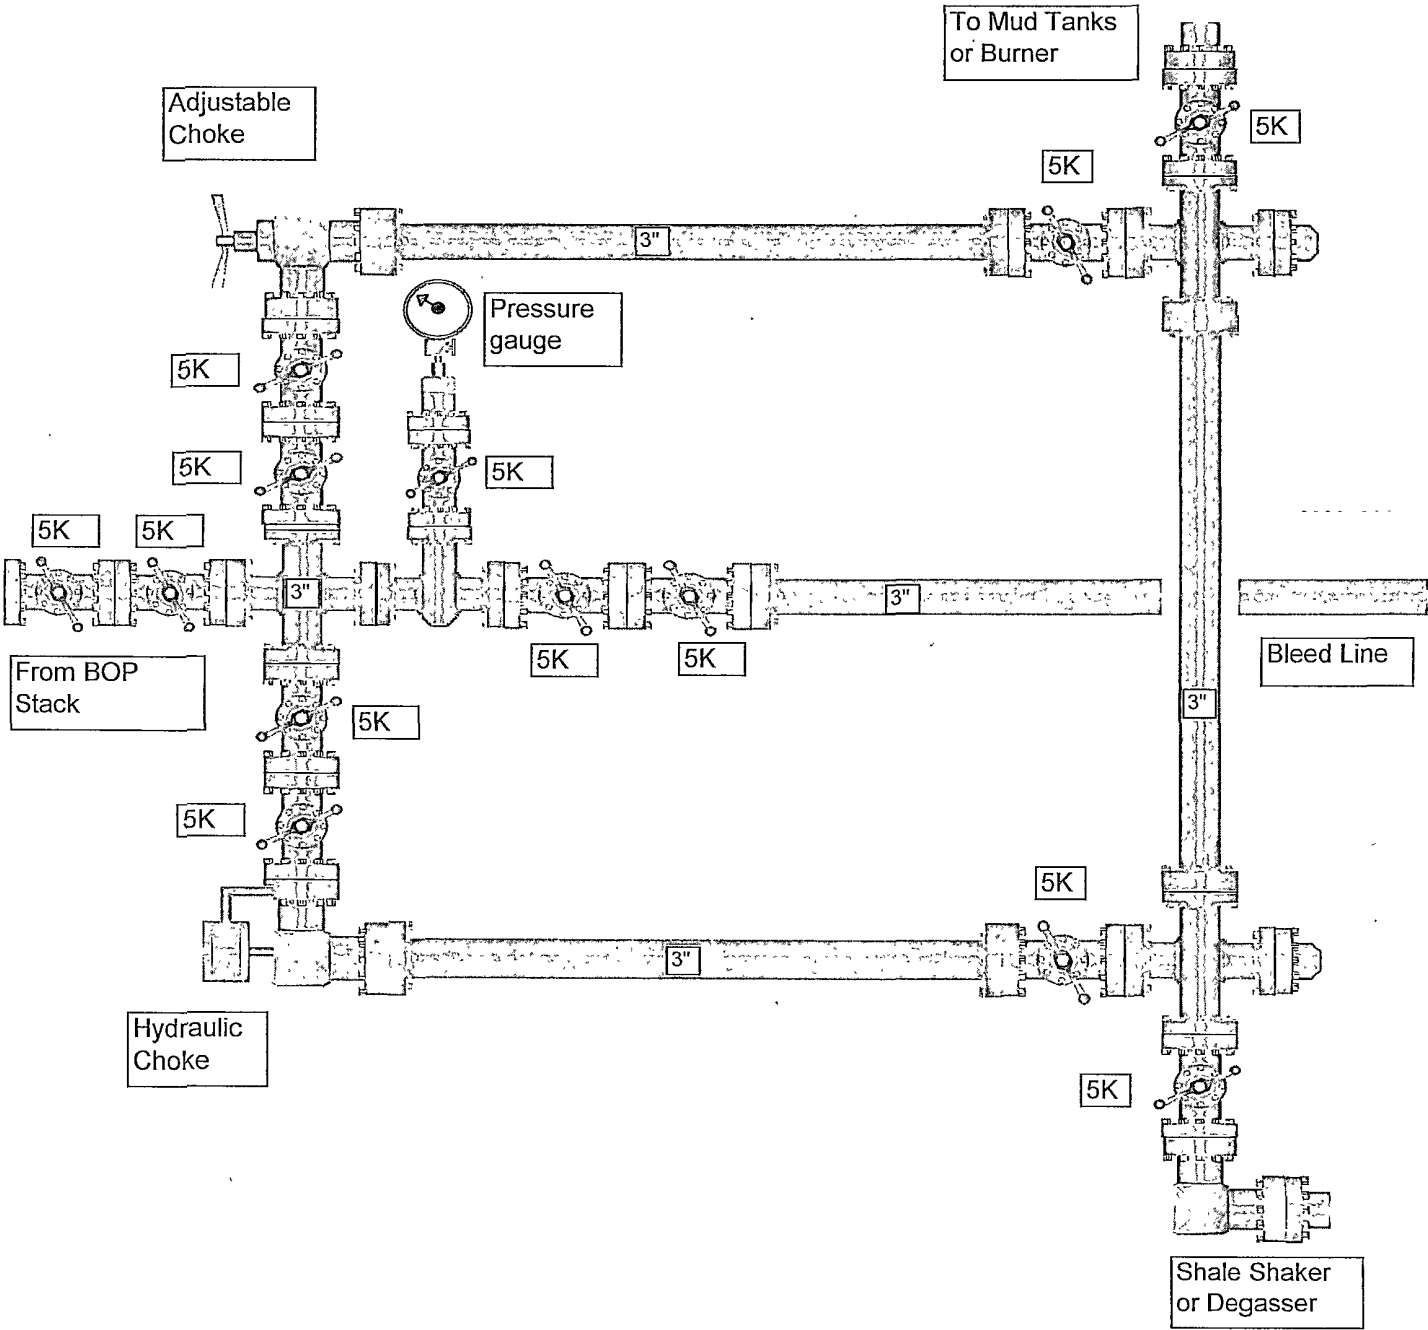 To Mud Tanks
or Burner
Adjustable
Choke
5K
5K
3"
Pressure
gauge
5K
5K
5K
5K
5K
3"
3"
From BOP
Stack
5K
5K
Bleed Line
3"
5K
5K
5K
3"
Hydraulic
Choke
5K
Shale Shaker
or Degasser